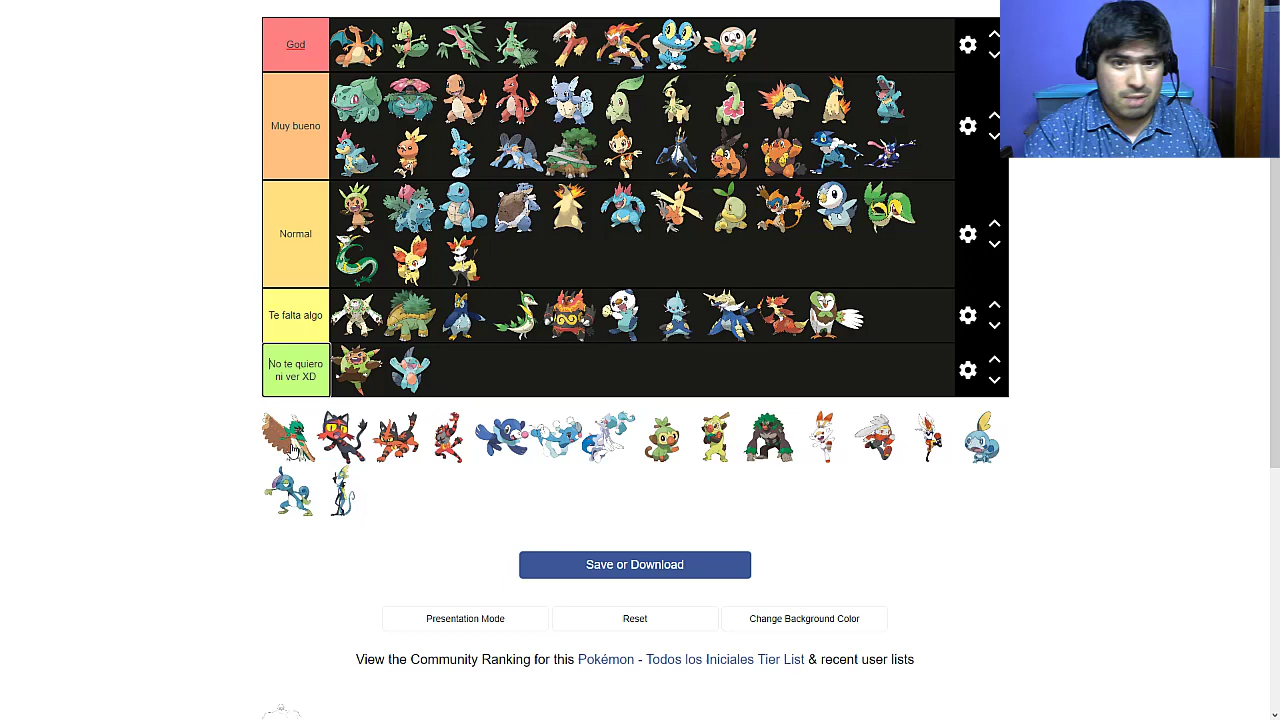 God
Muy bueno
Normal
Te falta algo
No te quiero
ni ver XD
Save or Download
Presentation Mode
Reset
Change Background Color
View the Community Ranking for this Pokémon - Todos los Iniciales Tier List & recent user lists